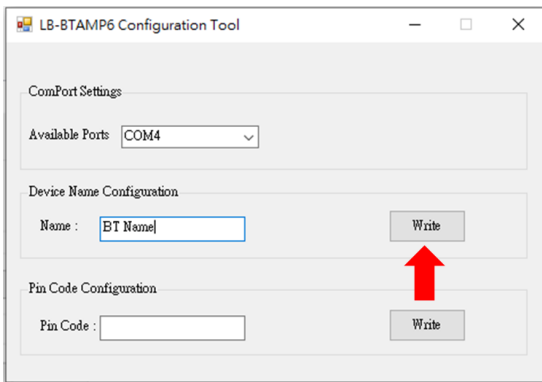 LB-BTAMP6 Configuration Tool
ComPort Settings
Available Ports COM4
Device Name Configuration
Name : BT Name Write
Pin Code Configuration
Pin Code : Write